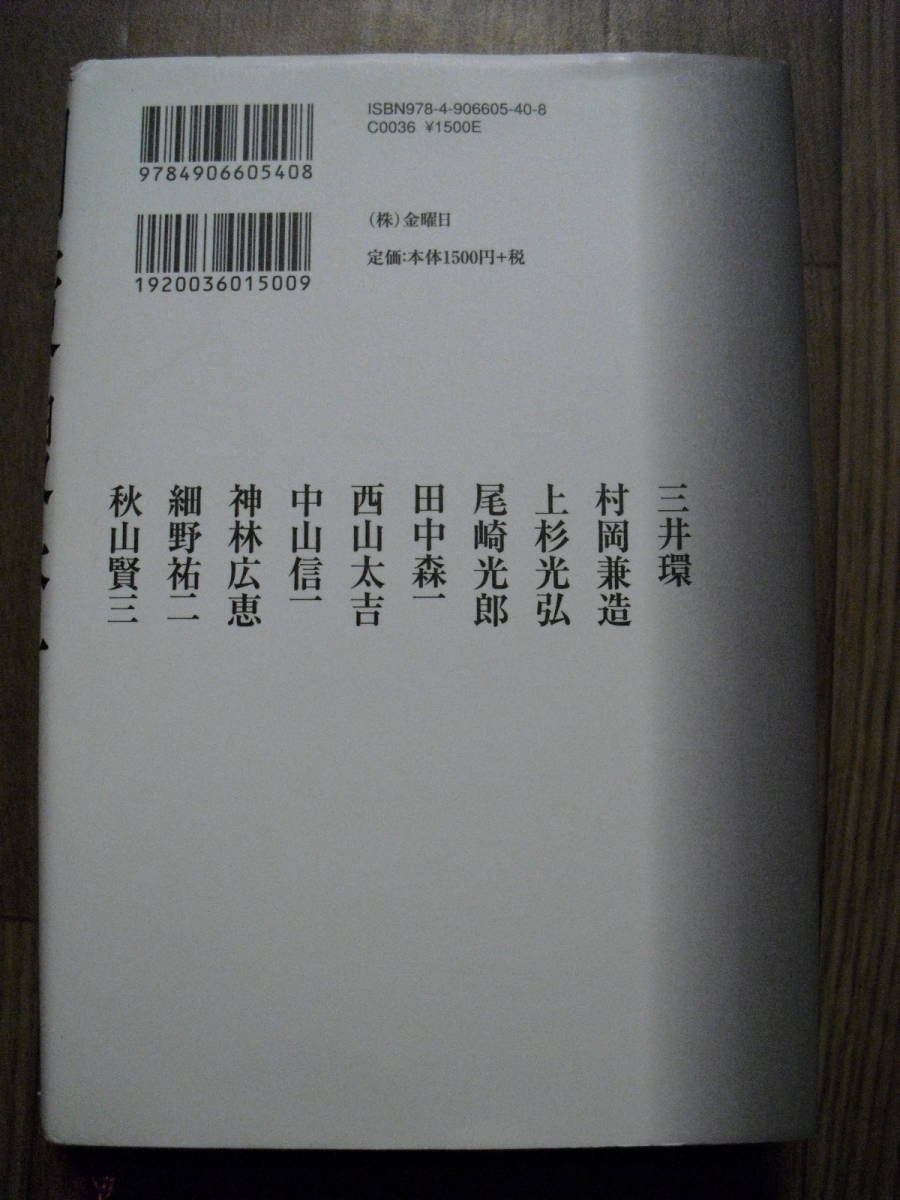 ISBN978-4-906605-40-8
C0036 ¥1500E
9784906605408
(株)金曜日
定価:本体1500円+税
1920036015009
三井環
村岡兼造
上杉光弘
尾崎光郎
田中森一
西山太吉
中山信一
神林広恵
細野祐二
秋山賢三